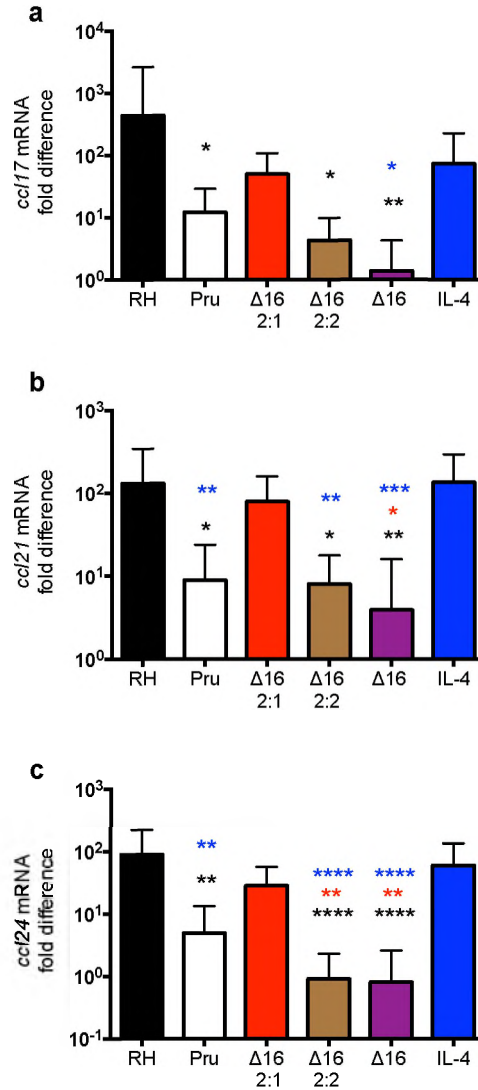 a
ccl17 mRNA
fold difference
10⁴
10³
10²
10¹
10⁰
*
*
*
**
RH Pru Δ16 Δ16 Δ16 IL-4
2:1 2:2
b
ccl21 mRNA
fold difference
10³
10²
10¹
10⁰
** ** ***
*
* * **
RH Pru Δ16 Δ16 Δ16 IL-4
2:1 2:2
c
ccl24 mRNA
fold difference
10³
10²
10¹
10⁰
10⁻¹
**
**** ****
** **
** **** ****
RH Pru Δ16 Δ16 Δ16 IL-4
2:1 2:2